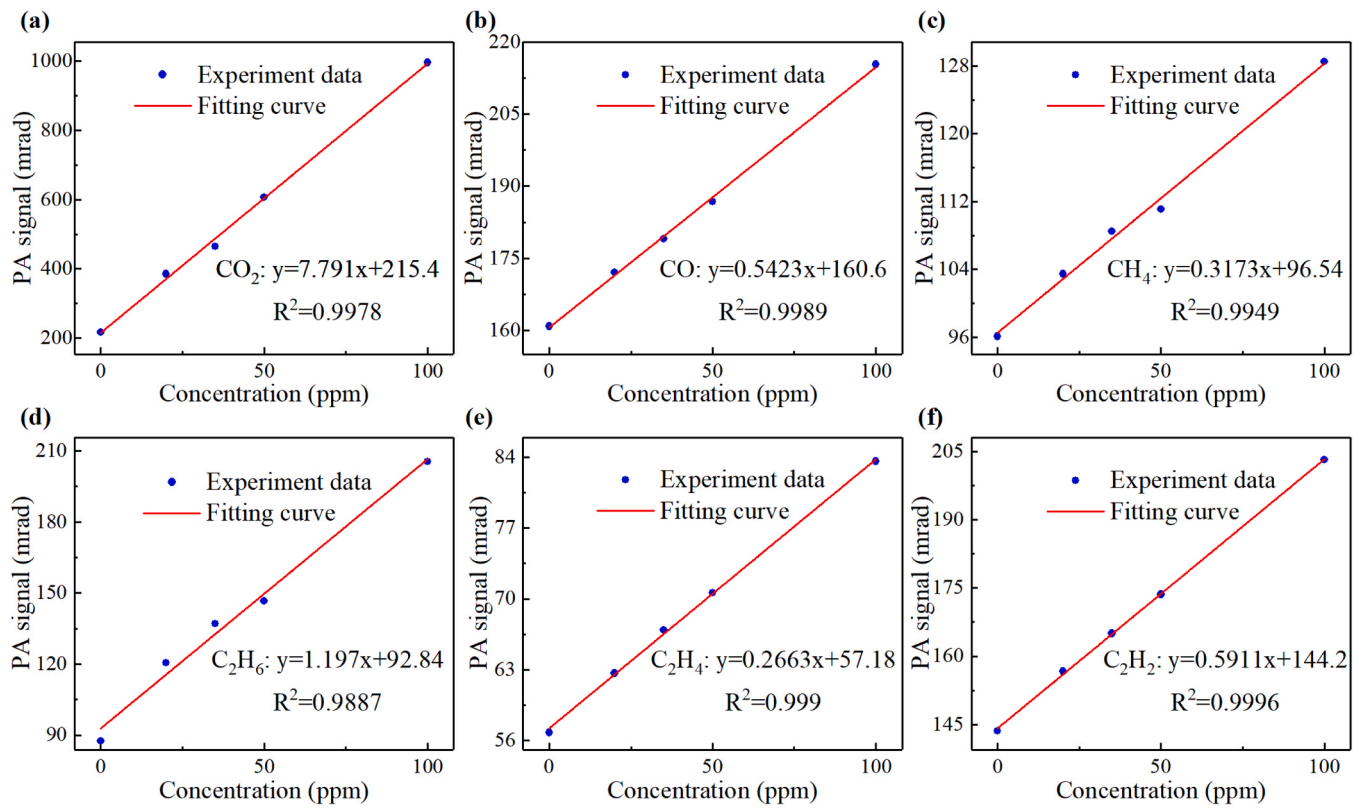 (a)
PA signal (mrad)
1000
800
600
400
200
Experiment data
Fitting curve
CO₂: y=7.791x+215.4
R²=0.9978
0
50
100
Concentration (ppm)
(b)
PA signal (mrad)
220
205
190
175
160
Experiment data
Fitting curve
CO: y=0.5423x+160.6
R²=0.9989
0
50
100
Concentration (ppm)
(c)
PA signal (mrad)
128
120
112
104
96
Experiment data
Fitting curve
CH₄: y=0.3173x+96.54
R²=0.9949
0
50
100
Concentration (ppm)
(d)
PA signal (mrad)
210
180
150
120
90
Experiment data
Fitting curve
C₂H₆: y=1.197x+92.84
R²=0.9887
0
50
100
Concentration (ppm)
(e)
PA signal (mrad)
84
77
70
63
56
Experiment data
Fitting curve
C₂H₄: y=0.2663x+57.18
R²=0.999
0
50
100
Concentration (ppm)
(f)
PA signal (mrad)
205
190
175
160
145
Experiment data
Fitting curve
C₂H₂: y=0.5911x+144.2
R²=0.9996
0
50
100
Concentration (ppm)